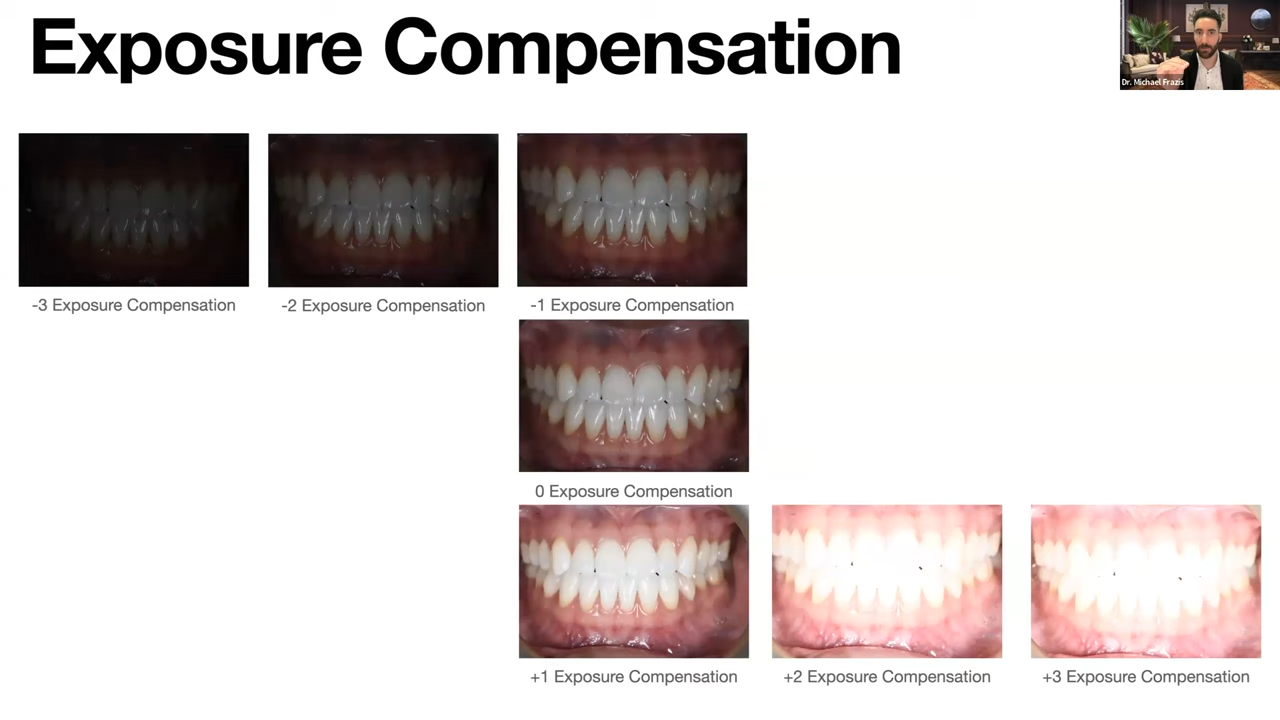 Exposure Compensation
Dr. Michael Frazis
-3 Exposure Compensation
-2 Exposure Compensation
-1 Exposure Compensation
0 Exposure Compensation
+1 Exposure Compensation
+2 Exposure Compensation
+3 Exposure Compensation